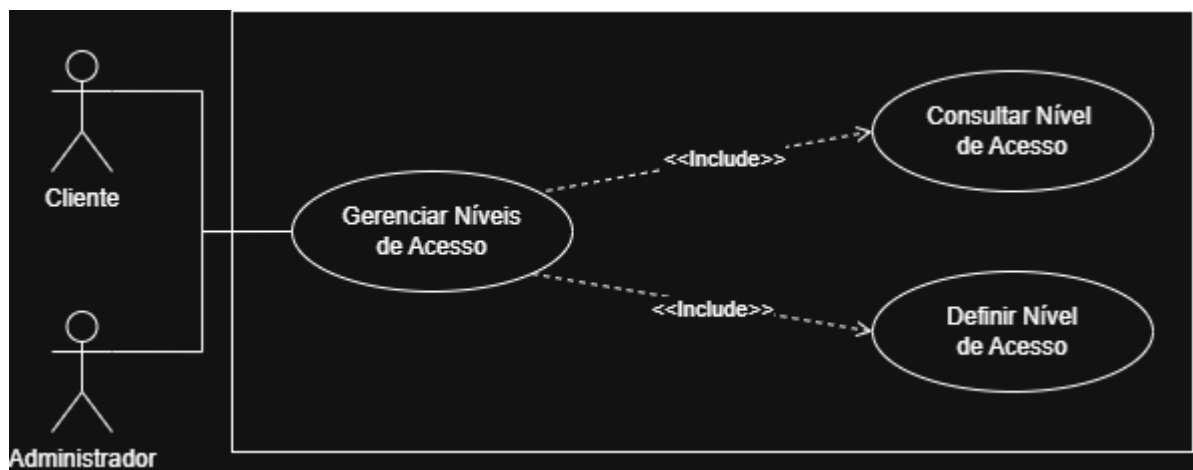 Cliente
Administrador
Gerenciar Níveis
de Acesso
<<Include>>
<<Include>>
Consultar Nível
de Acesso
Definir Nível
de Acesso